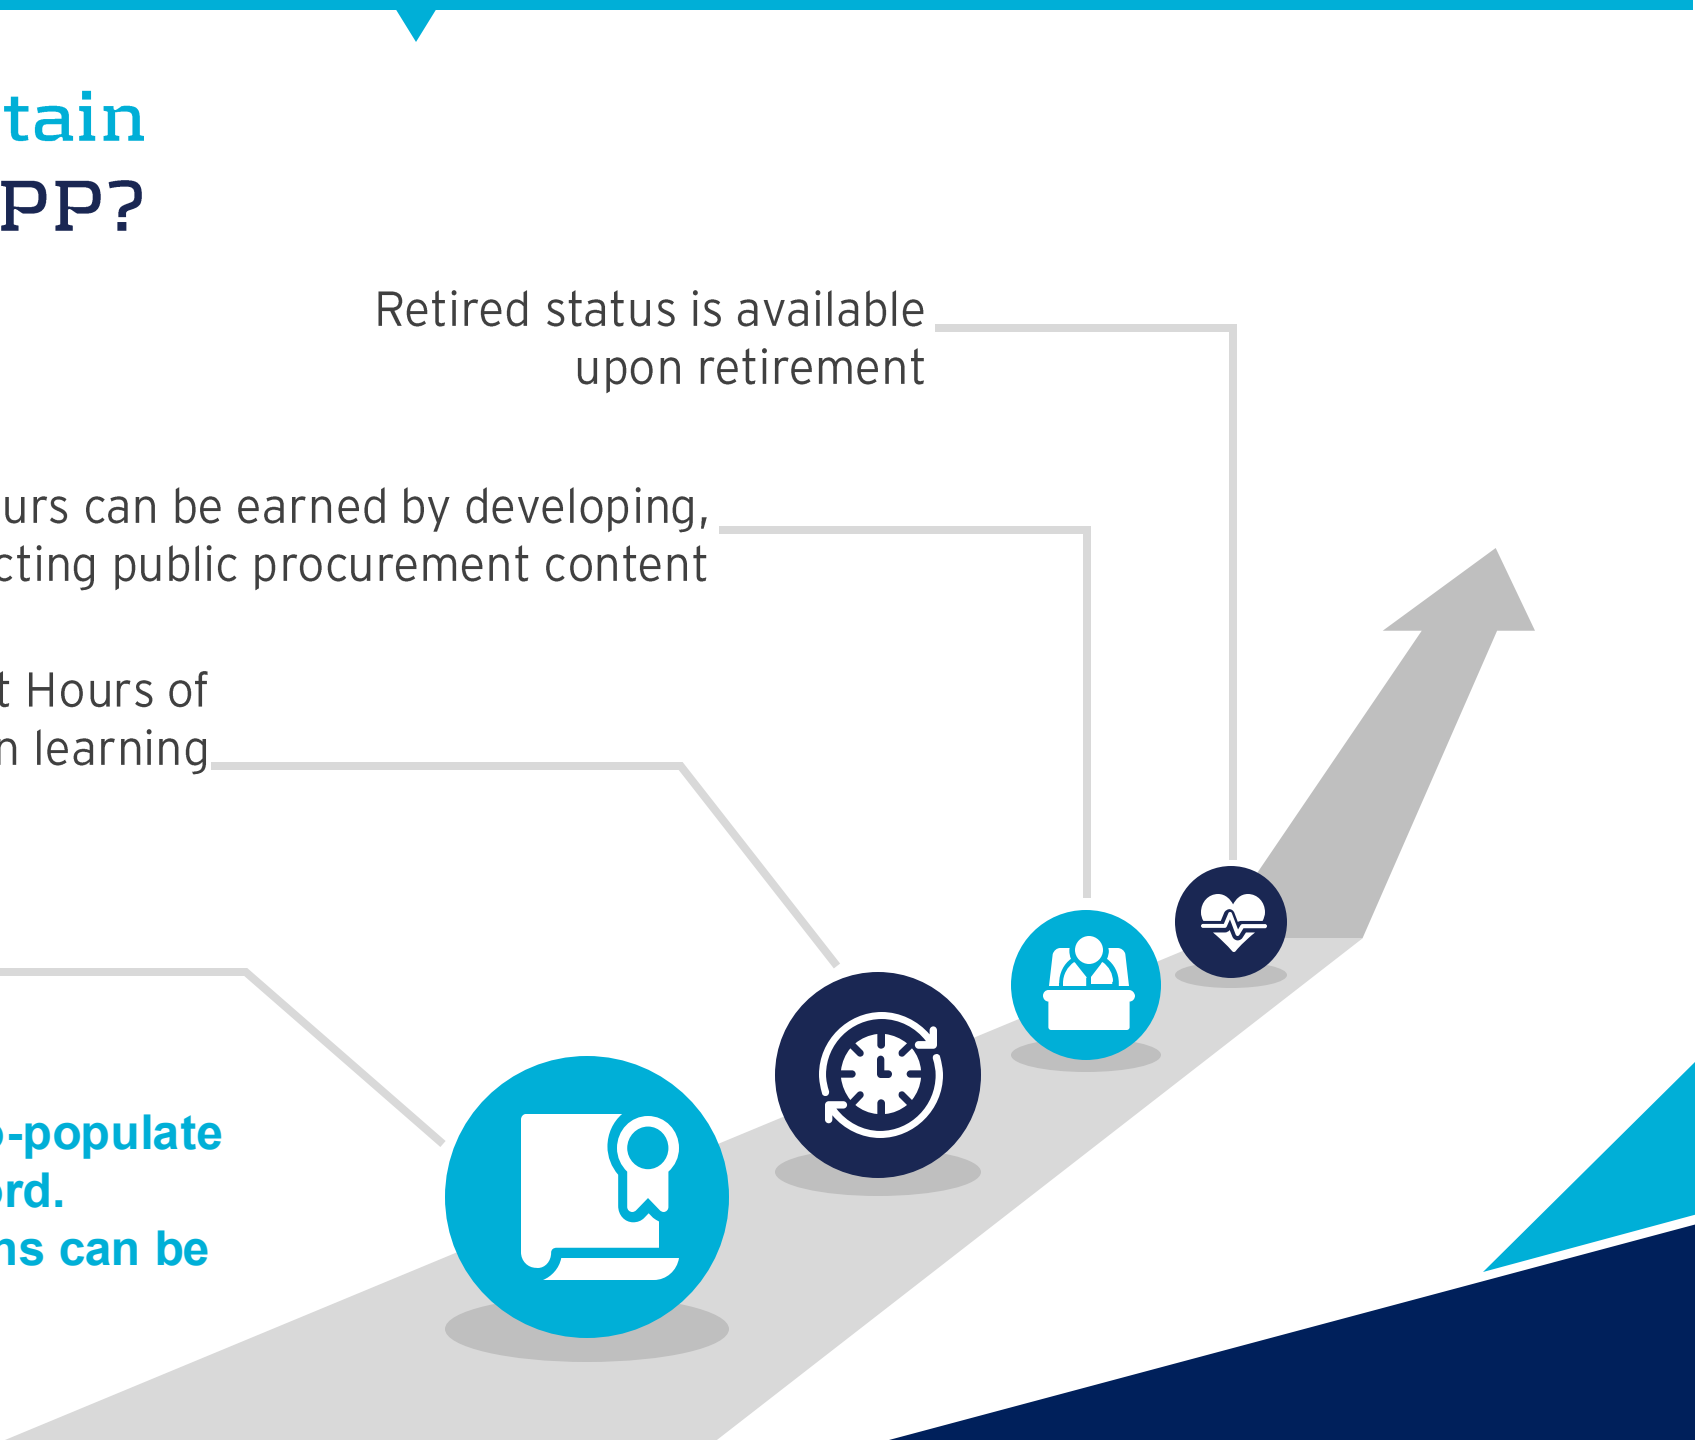 tain
PP?
Retired status is available
upon retirement
urs can be earned by developing,
cting public procurement content
t Hours of
n learning
-populate
ord.
ns can be